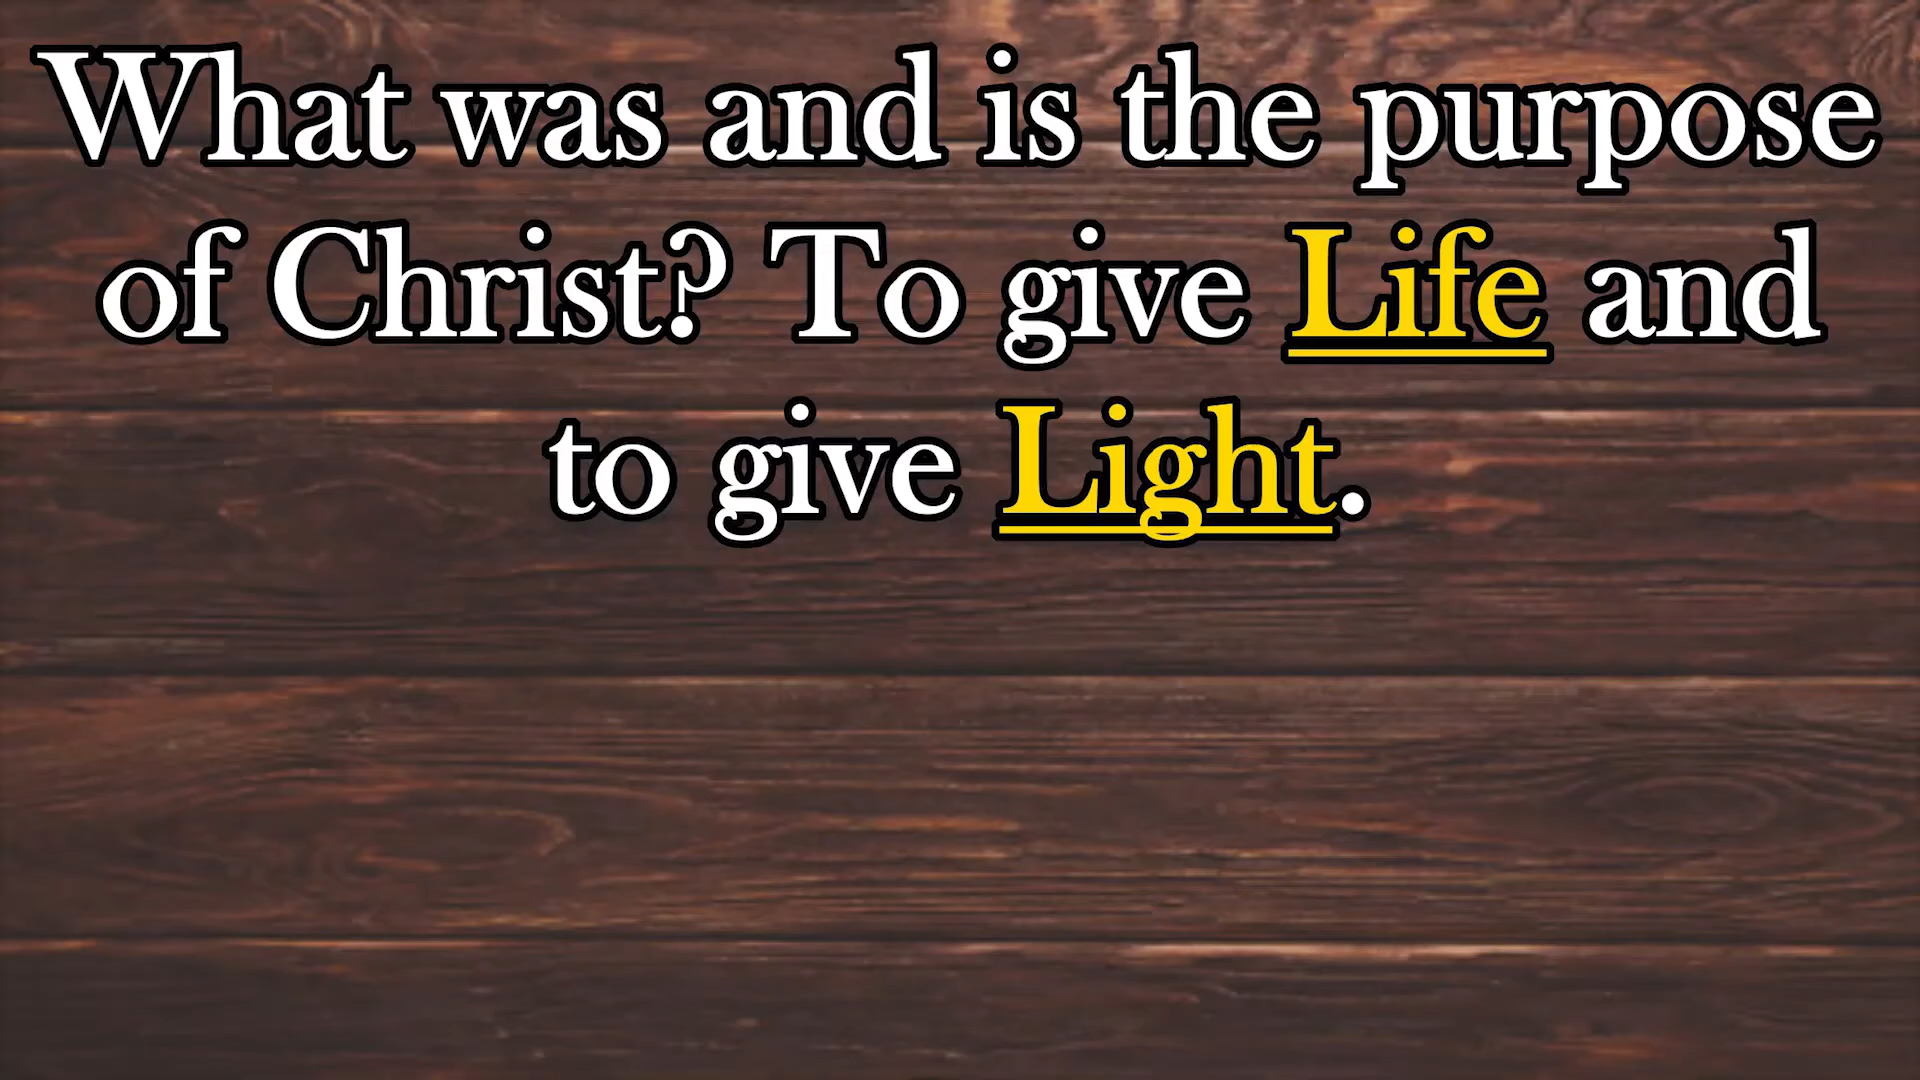 What was and is the purpose
of Christ? To give Life and
to give Light.